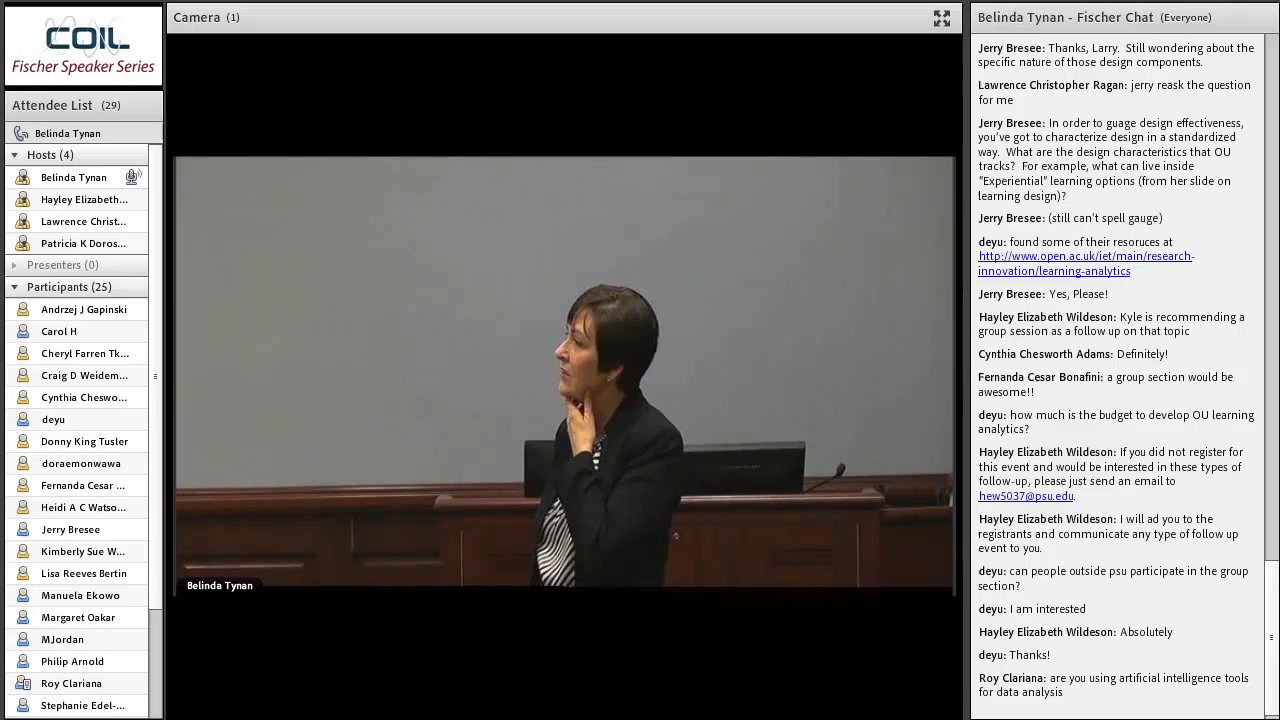 COIL
Fischer Speaker Series
Attendee List (29)
Belinda Tynan
Hosts (4)
Belinda Tynan
Hayley Elizabeth...
Lawrence Christ...
Patricia K Doros...
Presenters (0)
Participants (25)
Andrzej J Gapinski
Carol H
Cheryl Farren Tk...
Craig D Weidem...
Cynthia Cheswo...
deyu
Donny King Tusler
doraemonwawa
Fernanda Cesar ...
Heidi A C Watso...
Jerry Bresee
Kimberly Sue W...
Lisa Reeves Bertin
Manuela Ekowo
Margaret Oakar
MJordan
Philip Arnold
Roy Clariana
Stephanie Edel-...
Camera (1)
Belinda Tynan
Belinda Tynan - Fischer Chat (Everyone)
Jerry Bresee: Thanks, Larry. Still wondering about the
specific nature of those design components.
Lawrence Christopher Ragan: jerry reask the question
for me
Jerry Bresee: In order to guage design effectiveness,
you've got to characterize design in a standardized
way. What are the design characteristics that OU
tracks? For example, what can live inside
"Experiential" learning options (from her slide on
learning design)?
Jerry Bresee: (still can't spell gauge)
deyu: found some of their resoruces at
http://www.open.ac.uk/iet/main/research-
innovation/learning-analytics
Jerry Bresee: Yes, Please!
Hayley Elizabeth Wildeson: Kyle is recommending a
group session as a follow up on that topic
Cynthia Chesworth Adams: Definitely!
Fernanda Cesar Bonafini: a group section would be
awesome!!
deyu: how much is the budget to develop OU learning
analytics?
Hayley Elizabeth Wildeson: If you did not register for
this event and would be interested in these types of
follow-up, please just send an email to
hew5037@psu.edu.
Hayley Elizabeth Wildeson: I will ad you to the
registrants and communicate any type of follow up
event to you.
deyu: can people outside psu participate in the group
section?
deyu: I am interested
Hayley Elizabeth Wildeson: Absolutely
deyu: Thanks!
Roy Clariana: are you using artificial intelligence tools
for data analysis